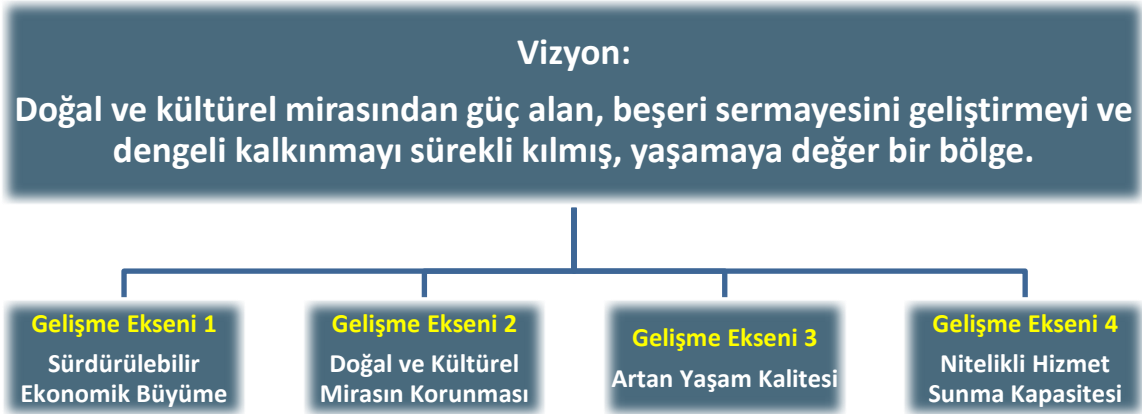 Vizyon:
Doğal ve kültürel mirasından güç alan, beşeri sermayesini geliştirmeyi ve
dengeli kalkınmayı sürekli kılmış, yaşamaya değer bir bölge.
Gelişme Ekseni 1
Sürdürülebilir
Ekonomik Büyüme
Gelişme Ekseni 2
Doğal ve Kültürel
Mirasın Korunması
Gelişme Ekseni 3
Artan Yaşam Kalitesi
Gelişme Ekseni 4
Nitelikli Hizmet
Sunma Kapasitesi